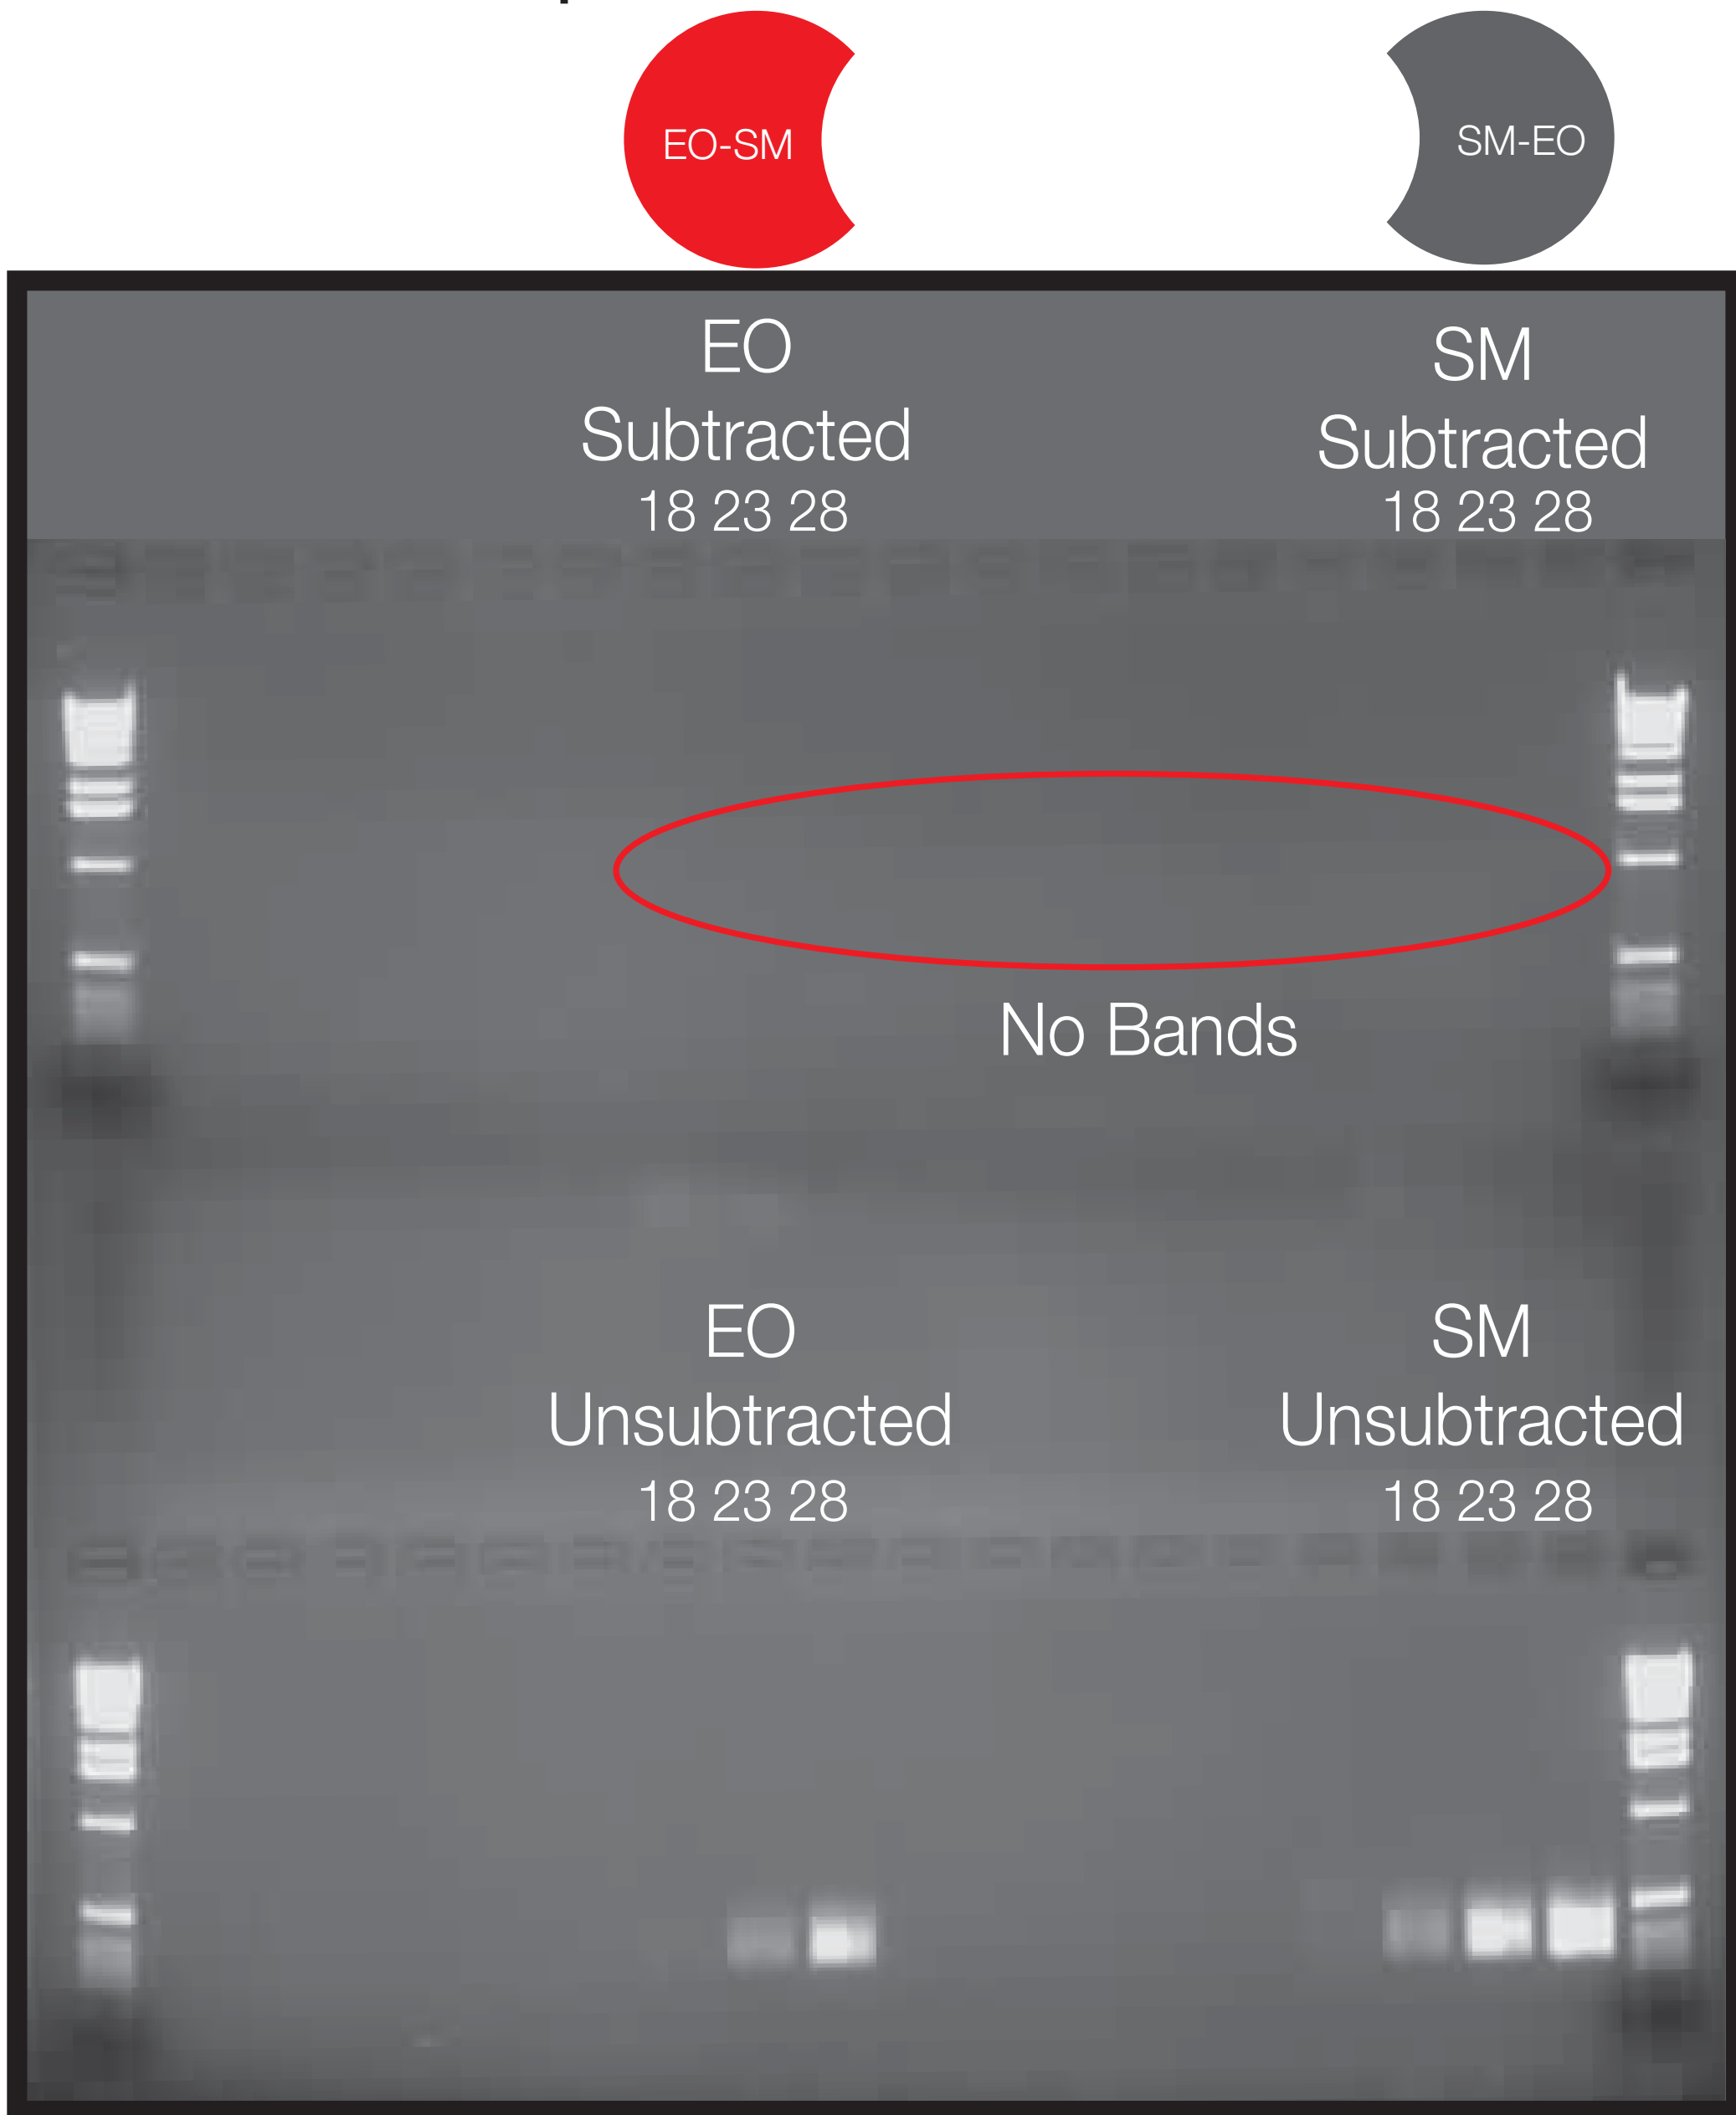 EO-SM
SM-EO
EO
Subtracted
18 23 28
SM
Subtracted
18 23 28
No Bands
EO
Unsubtracted
18 23 28
SM
Unsubtracted
18 23 28